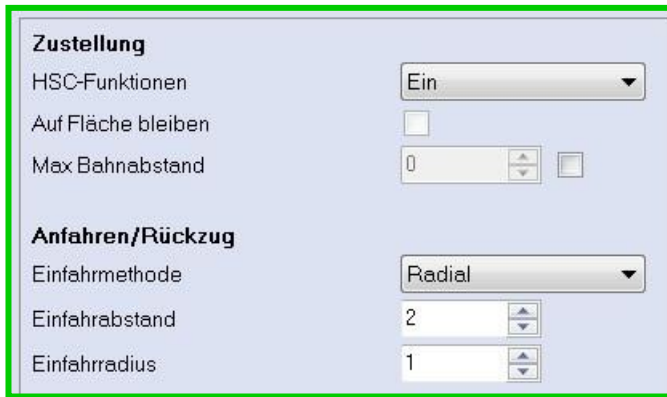 Zustellung
HSC-Funktionen Ein
Auf Fläche bleiben
Max Bahnabstand 0
Anfahren/Rückzug
Einfahrmethode Radial
Einfahrabstand 2
Einfahrradius 1